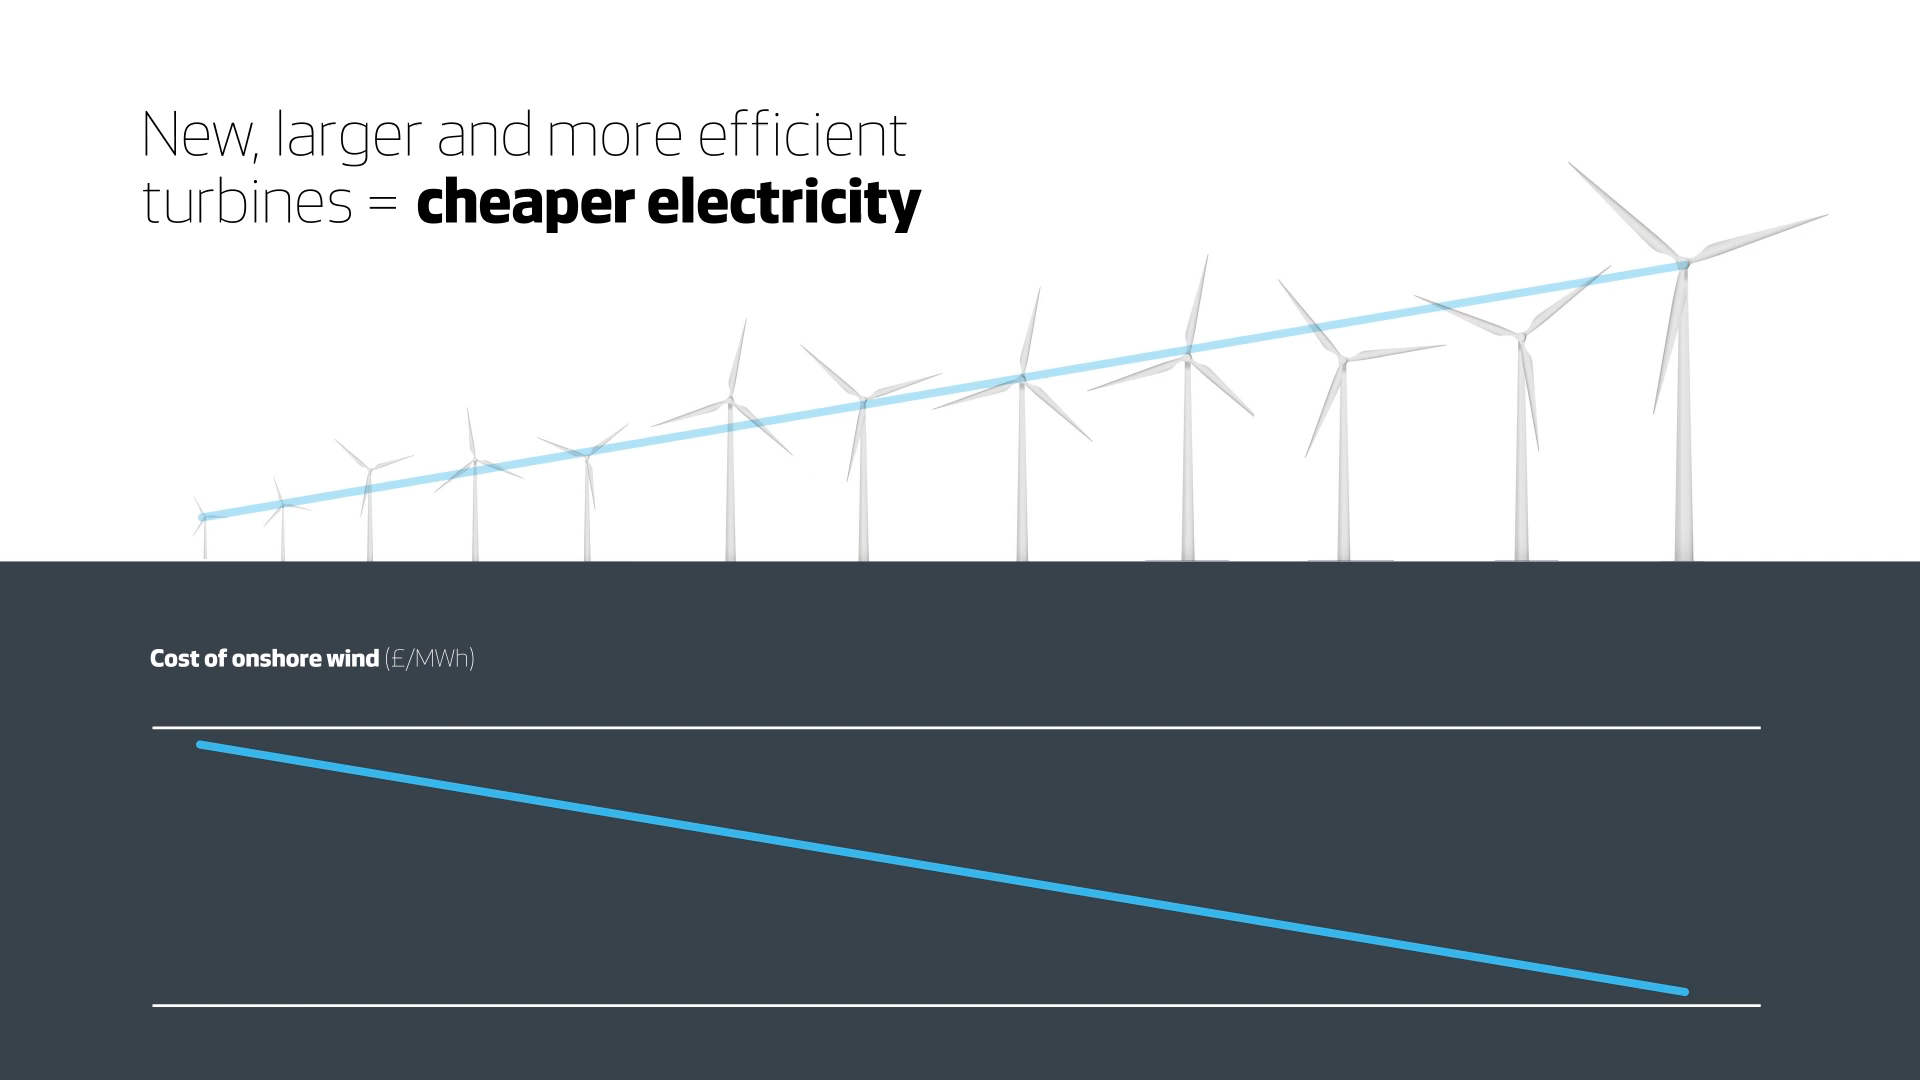 New, larger and more efficient
turbines = cheaper electricity
Cost of onshore wind (£/MWh)